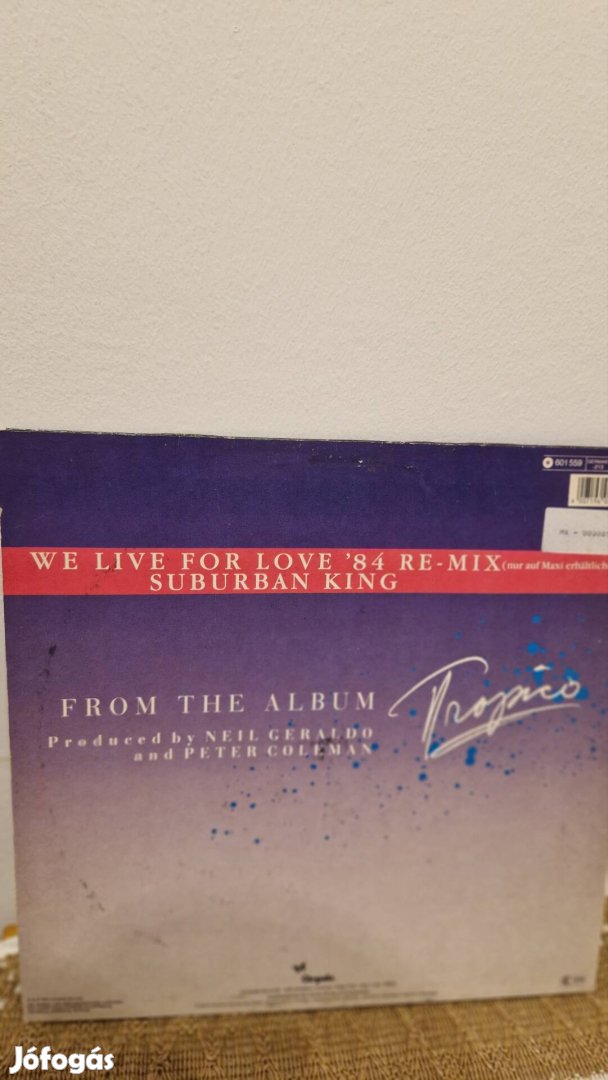 601 559
WE LIVE FOR LOVE '84 RE-MIX (nur auf Maxi erhältlich
SUBURBAN KING
FROM THE ALBUM Tropico
Produced by NEIL GERALDO
and PETER COLEMAN
Chrysalis
Jófogás